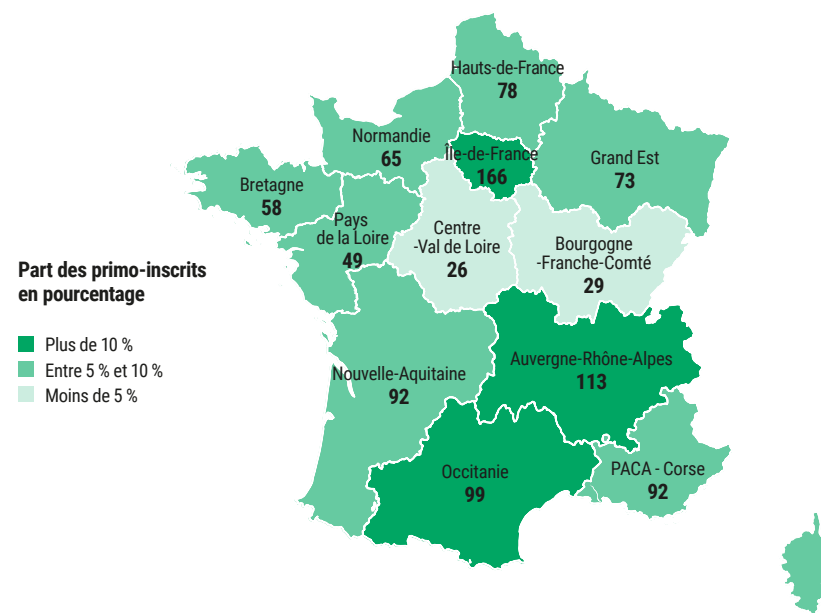 Hauts-de-France
78
Normandie
65
Île-de-France
166
Grand Est
73
Bretagne
58
Pays
de la Loire
49
Centre
-Val de Loire
26
Bourgogne
-Franche-Comté
29
Part des primo-inscrits
en pourcentage
Plus de 10 %
Entre 5 % et 10 %
Moins de 5 %
Nouvelle-Aquitaine
92
Auvergne-Rhône-Alpes
113
Occitanie
99
PACA - Corse
92